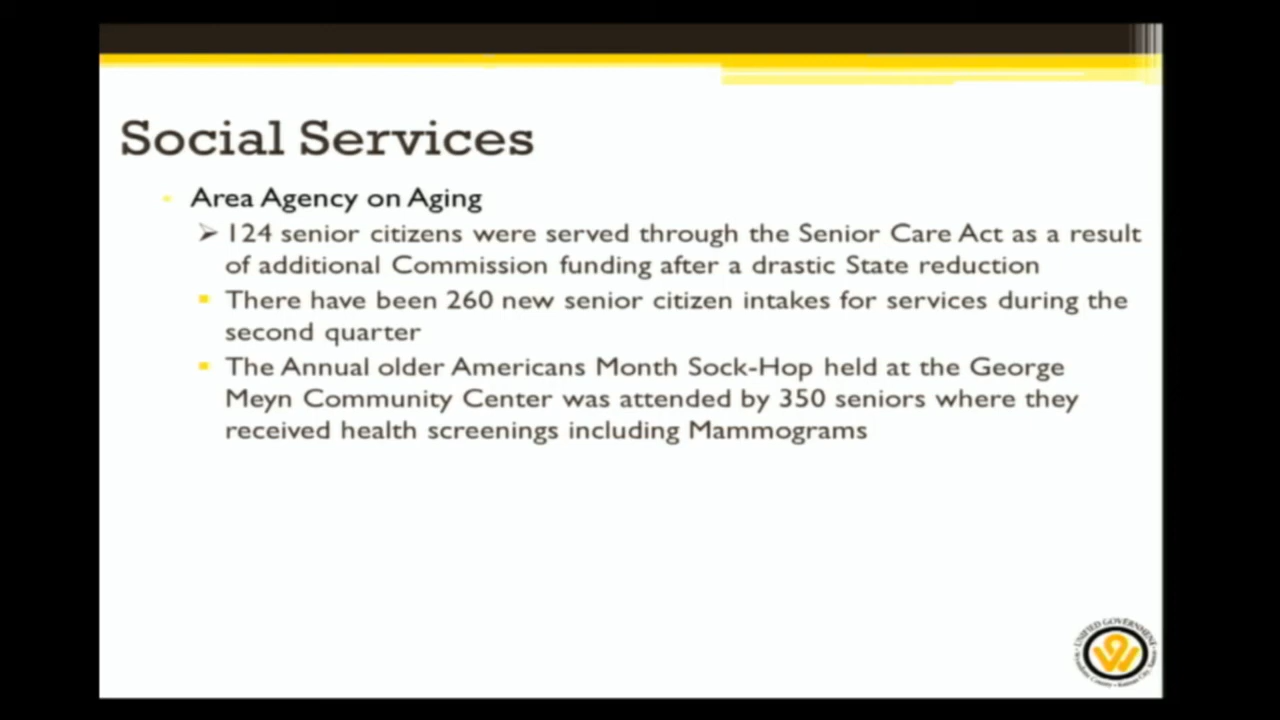 Social Services
Area Agency on Aging
124 senior citizens were served through the Senior Care Act as a result
of additional Commission funding after a drastic State reduction
There have been 260 new senior citizen intakes for services during the
second quarter
The Annual older Americans Month Sock-Hop held at the George
Meyn Community Center was attended by 350 seniors where they
received health screenings including Mammograms
UNIFIED GOVERNMENT